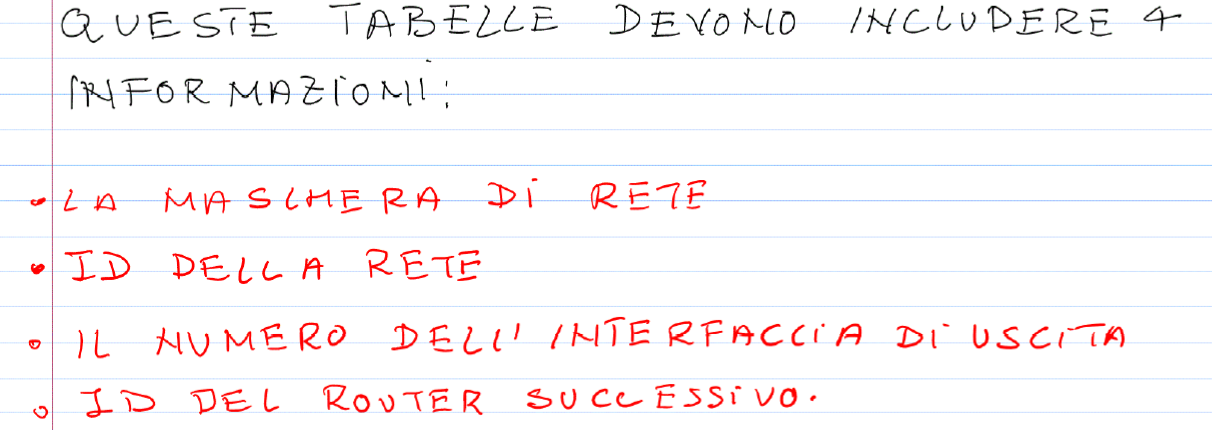 QUESTE TABELLE DEVONO INCLUDERE 4
INFORMAZIONI:
• LA MASCHERA DI RETE
• ID DELLA RETE
• IL NUMERO DELL'INTERFACCIA DI USCITA
• ID DEL ROUTER SUCCESSIVO.